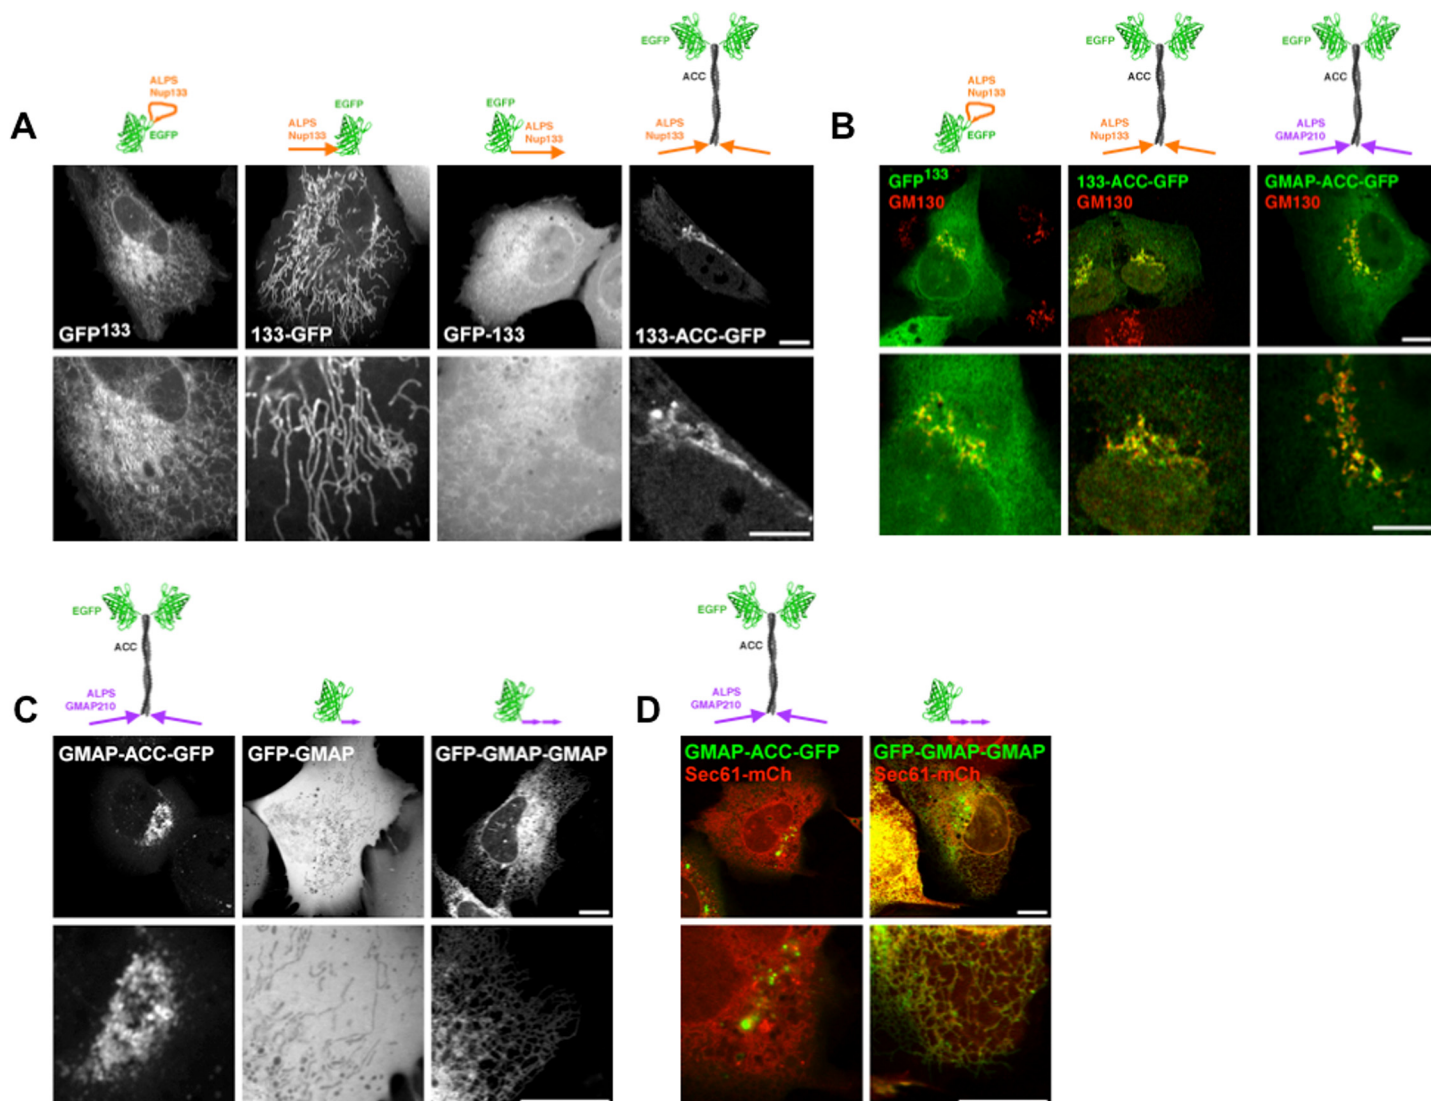 A
ALPS
Nup133
EGFP
ALPS
Nup133
EGFP
EGFP
ALPS
Nup133
EGFP
ACC
ALPS
Nup133
GFP133
133-GFP
GFP-133
133-ACC-GFP
B
ALPS
Nup133
EGFP
EGFP
ACC
ALPS
Nup133
EGFP
ACC
ALPS
GMAP210
GFP133
GM130
133-ACC-GFP
GM130
GMAP-ACC-GFP
GM130
C
EGFP
ACC
ALPS
GMAP210
GMAP-ACC-GFP
GFP-GMAP
GFP-GMAP-GMAP
D
EGFP
ACC
ALPS
GMAP210
GMAP-ACC-GFP
Sec61-mCh
GFP-GMAP-GMAP
Sec61-mCh